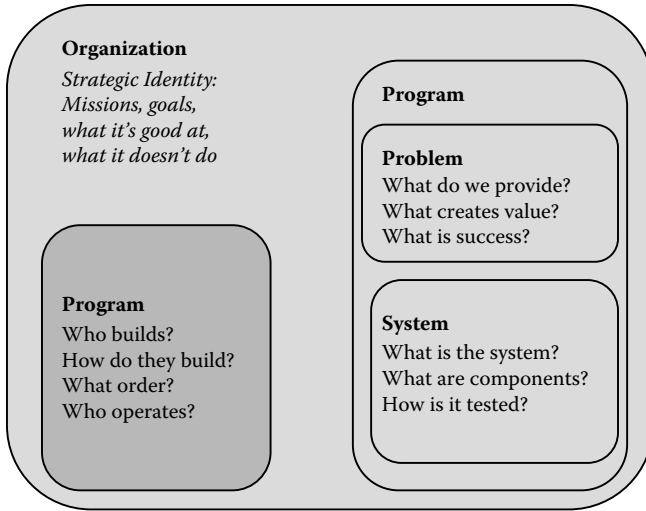 Organization
Strategic Identity:
Missions, goals,
what it's good at,
what it doesn't do
Program
Who builds?
How do they build?
What order?
Who operates?
Program
Problem
What do we provide?
What creates value?
What is success?
System
What is the system?
What are components?
How is it tested?